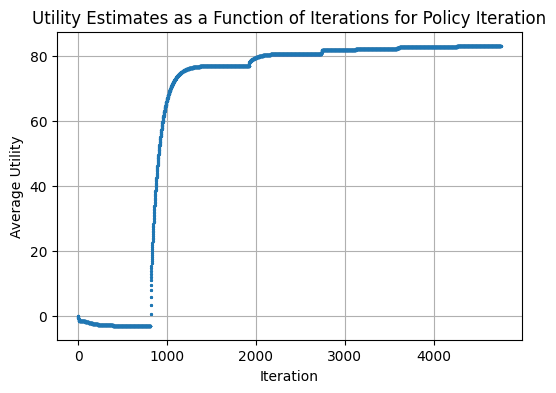 Utility Estimates as a Function of Iterations for Policy Iteration
80
60
40
20
0
Average Utility
0 1000 2000 3000 4000
Iteration